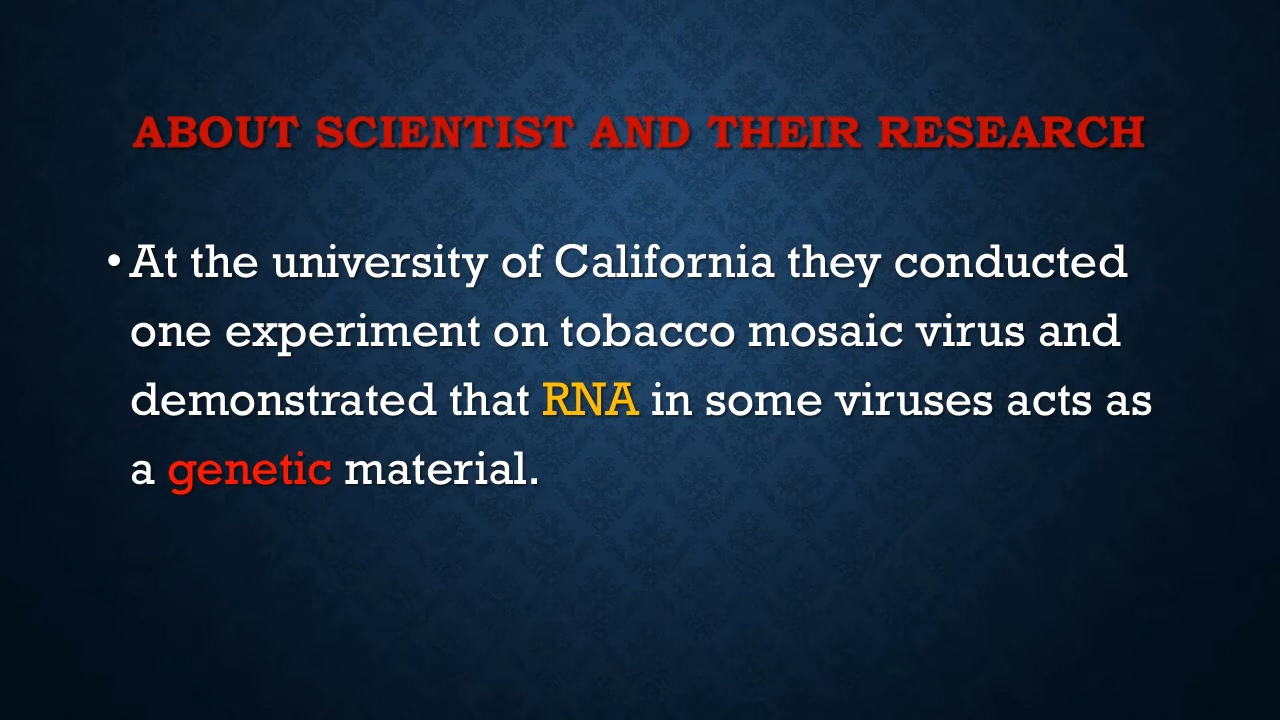 ABOUT SCIENTIST AND THEIR RESEARCH
• At the university of California they conducted
one experiment on tobacco mosaic virus and
demonstrated that RNA in some viruses acts as
a genetic material.